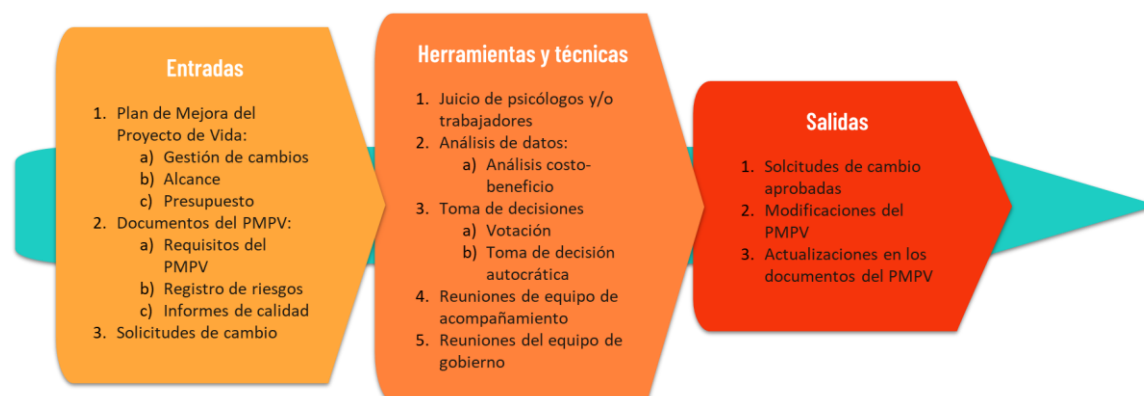 Entradas
1. Plan de Mejora del
Proyecto de Vida:
a) Gestión de cambios
b) Alcance
c) Presupuesto
2. Documentos del PMPV:
a) Requisitos del
PMPV
b) Registro de riesgos
c) Informes de calidad
3. Solicitudes de cambio
Herramientas y técnicas
1. Juicio de psicólogos y/o
trabajadores
2. Análisis de datos:
a) Análisis costo-
beneficio
3. Toma de decisiones
a) Votación
b) Toma de decisión
autocrática
4. Reuniones de equipo de
acompañamiento
5. Reuniones del equipo de
gobierno
Salidas
1. Solcitudes de cambio
aprobadas
2. Modificaciones del
PMPV
3. Actualizaciones en los
documentos del PMPV